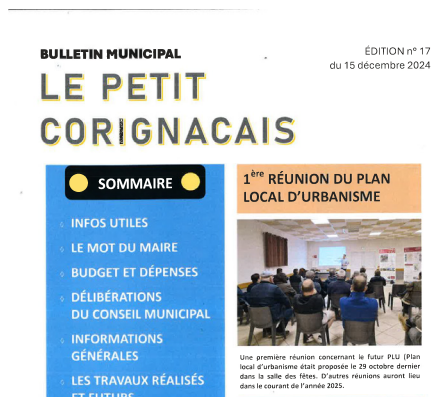 BULLETIN MUNICIPAL
ÉDITION n° 17
du 15 décembre 2024
LE PETIT
CORIGNACAIS
SOMMAIRE
INFOS UTILES
LE MOT DU MAIRE
BUDGET ET DÉPENSES
DÉLIBÉRATIONS
DU CONSEIL MUNICIPAL
INFORMATIONS
GÉNÉRALES
LES TRAVAUX RÉALISÉS
ET FUTURS
1ère RÉUNION DU PLAN
LOCAL D'URBANISME
Une première réunion concernant le futur PLU (Plan
local d'urbanisme était proposée le 29 octobre dernier
dans la salle des fêtes. D'autres réunions auront lieu
dans le courant de l'année 2025.